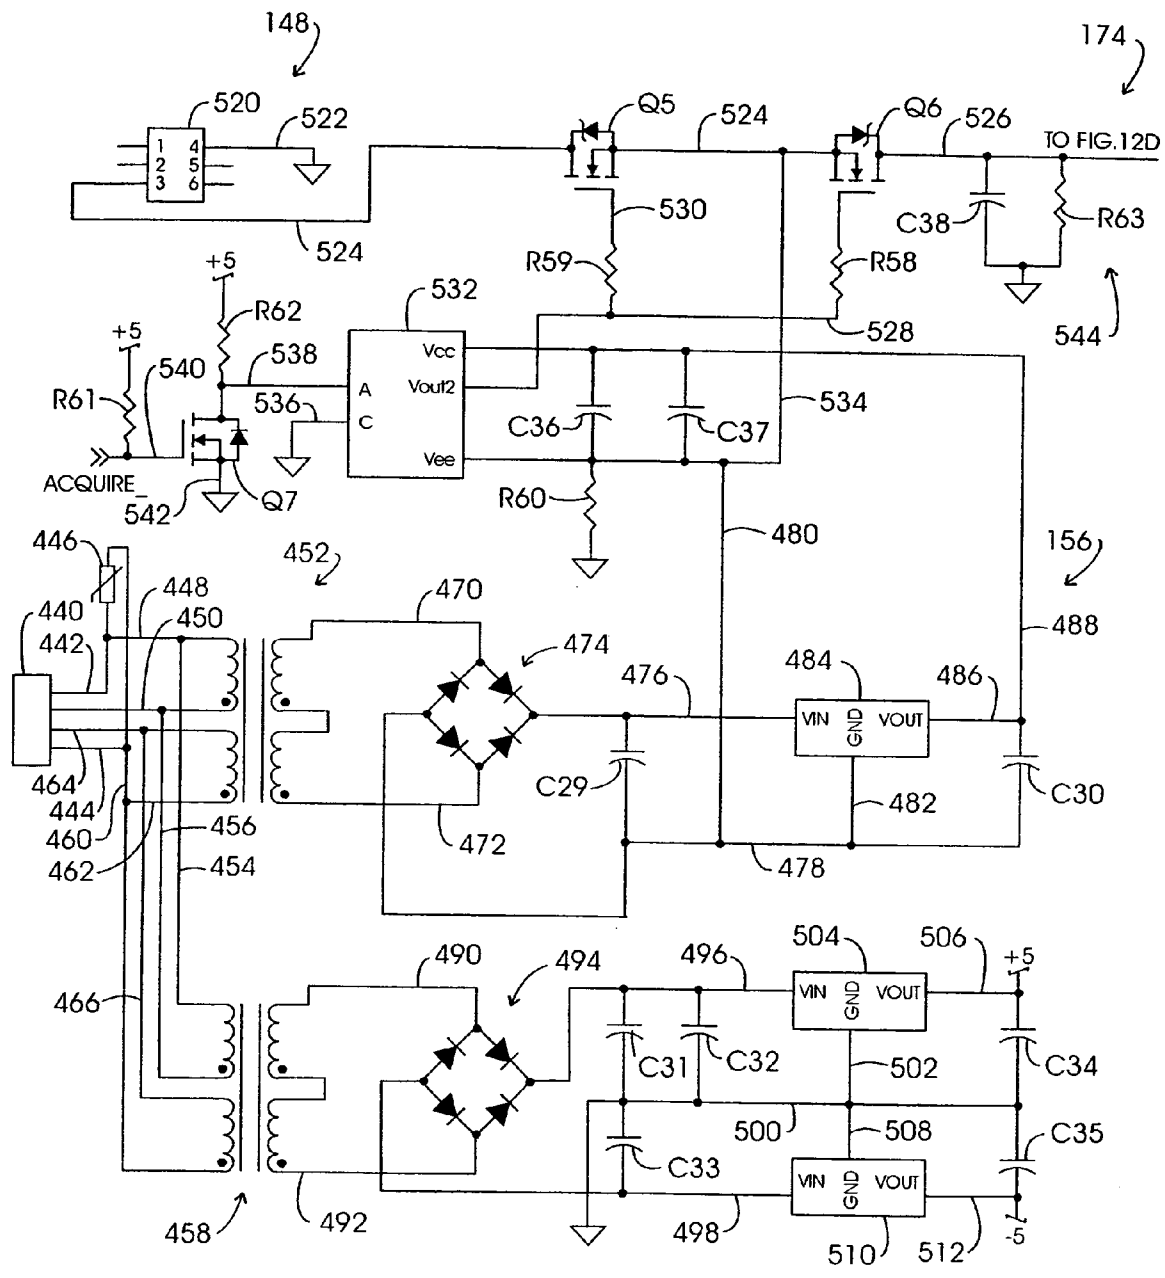 148
174
520
522
Q5
524
Q6
526
TO FIG.12D
1 4
2 5
3 6
530
C38
R63
524
+5
R59
R58
532
R62
528
544
+5
538
540
Vcc
R61
A
Vout2
536
C
C36
C37
534
Vee
ACQUIRE_
542
Q7
R60
446
452
480
156
440
448
450
470
442
474
488
476
484
486
VIN
GND
VOUT
464
444
C29
482
C30
460
456
472
462
454
478
490
494
496
504
506
+5
466
VIN
GND
VOUT
C31
C32
502
C34
500
508
C35
C33
VIN
GND
VOUT
458
492
498
510
512
-5